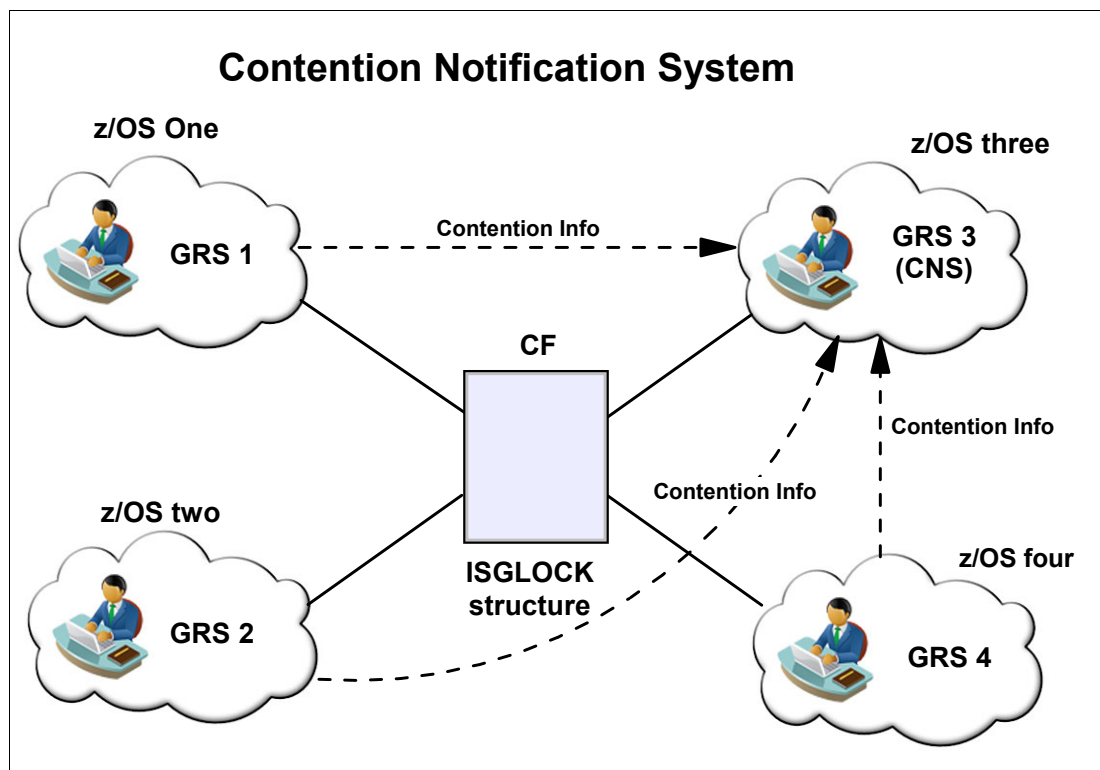 Contention Notification System
z/OS One
z/OS three
GRS 1
Contention Info
GRS 3
(CNS)
CF
Contention Info
Contention Info
z/OS two
ISGLOCK
structure
z/OS four
GRS 2
GRS 4